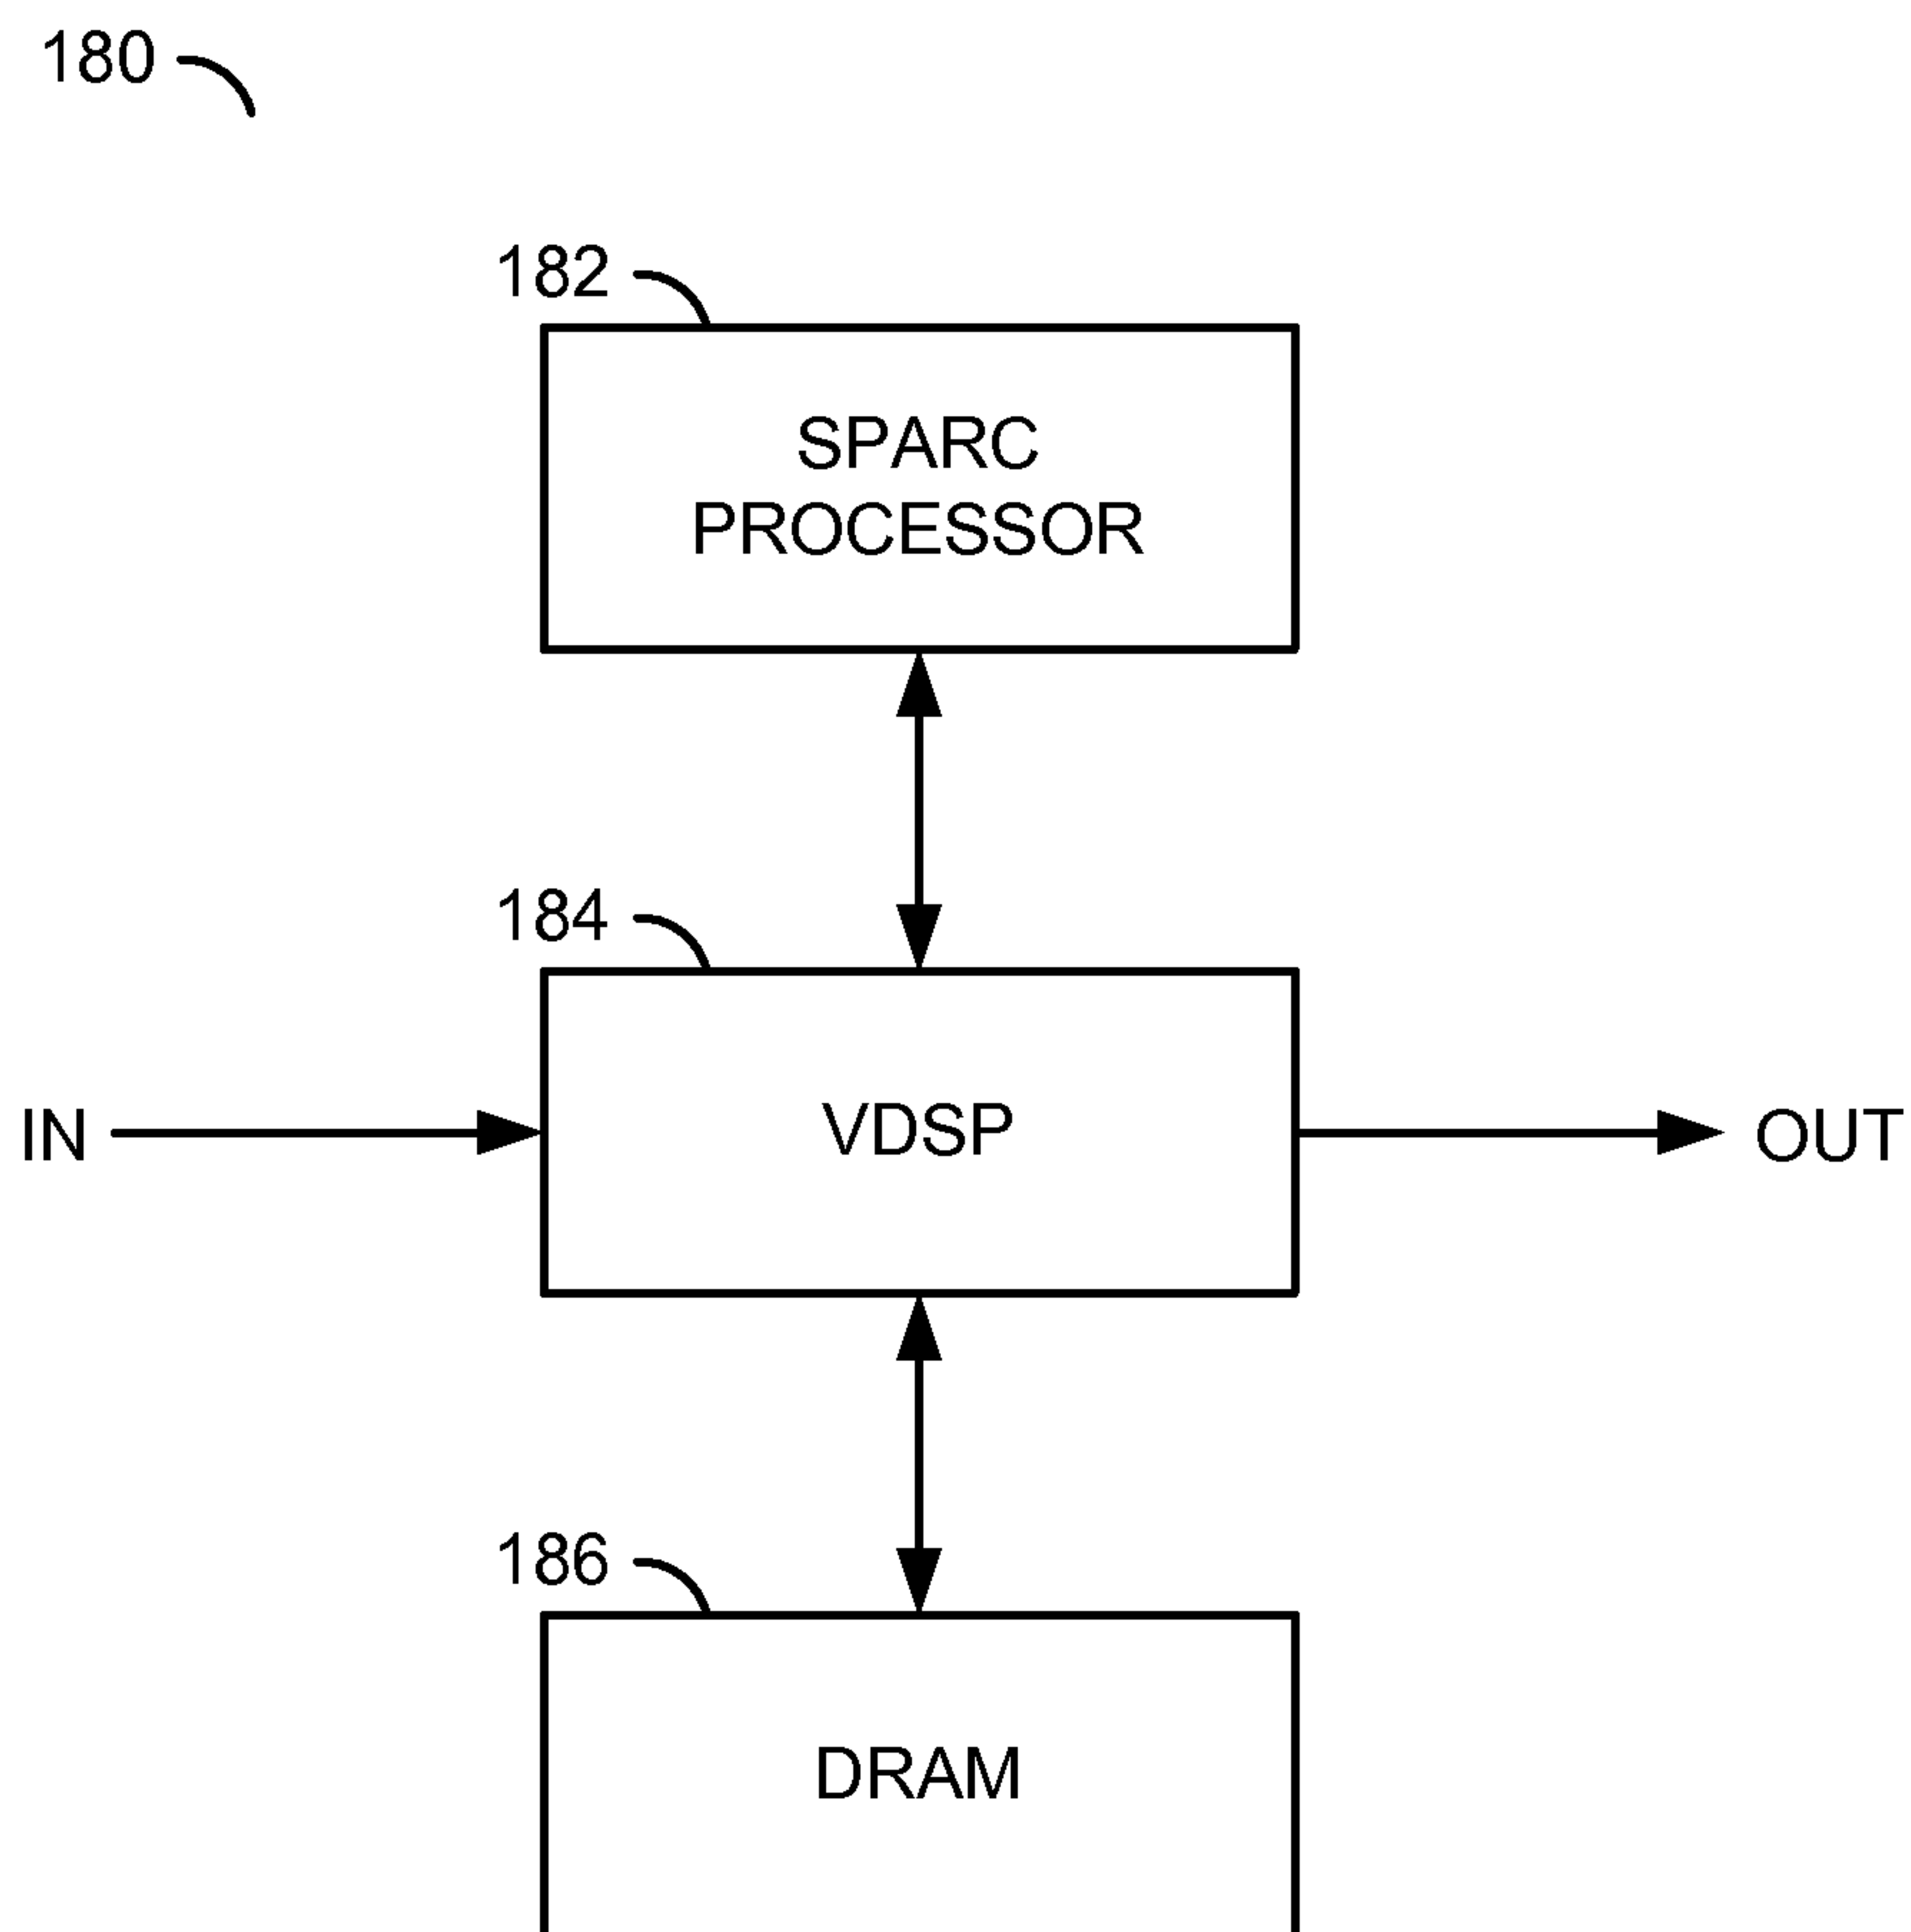 180
182
SPARC
PROCESSOR
184
IN
VDSP
OUT
186
DRAM